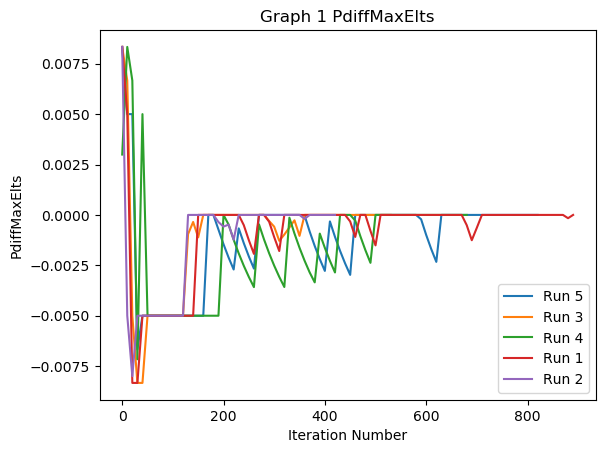 Graph 1 PdiffMaxElts
PdiffMaxElts
0.0075
0.0050
0.0025
0.0000
−0.0025
−0.0050
−0.0075
0 200 400 600 800
Iteration Number
Run 5
Run 3
Run 4
Run 1
Run 2